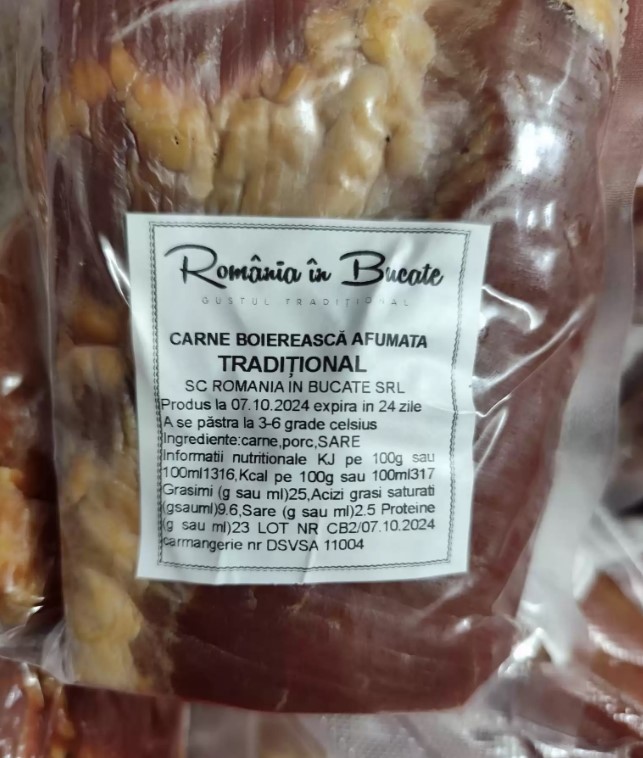 România în Bucate
GUSTUL TRADIȚIONAL
CARNE BOIEREASCĂ AFUMATA
TRADIȚIONAL
SC ROMANIA IN BUCATE SRL
Produs la 07.10.2024 expira in 24 zile
A se păstra la 3-6 grade celsius
Ingrediente:carne,porc,SARE
Informatii nutritionale KJ pe 100g sau
100ml1316,Kcal pe 100g sau 100ml317
Grasimi (g sau ml)25,Acizi grasi saturati
(gsauml)9.6,Sare (g sau ml)2.5 Proteine
(g sau ml)23 LOT NR CB2/07.10.2024
carmangerie nr DSVSA 11004